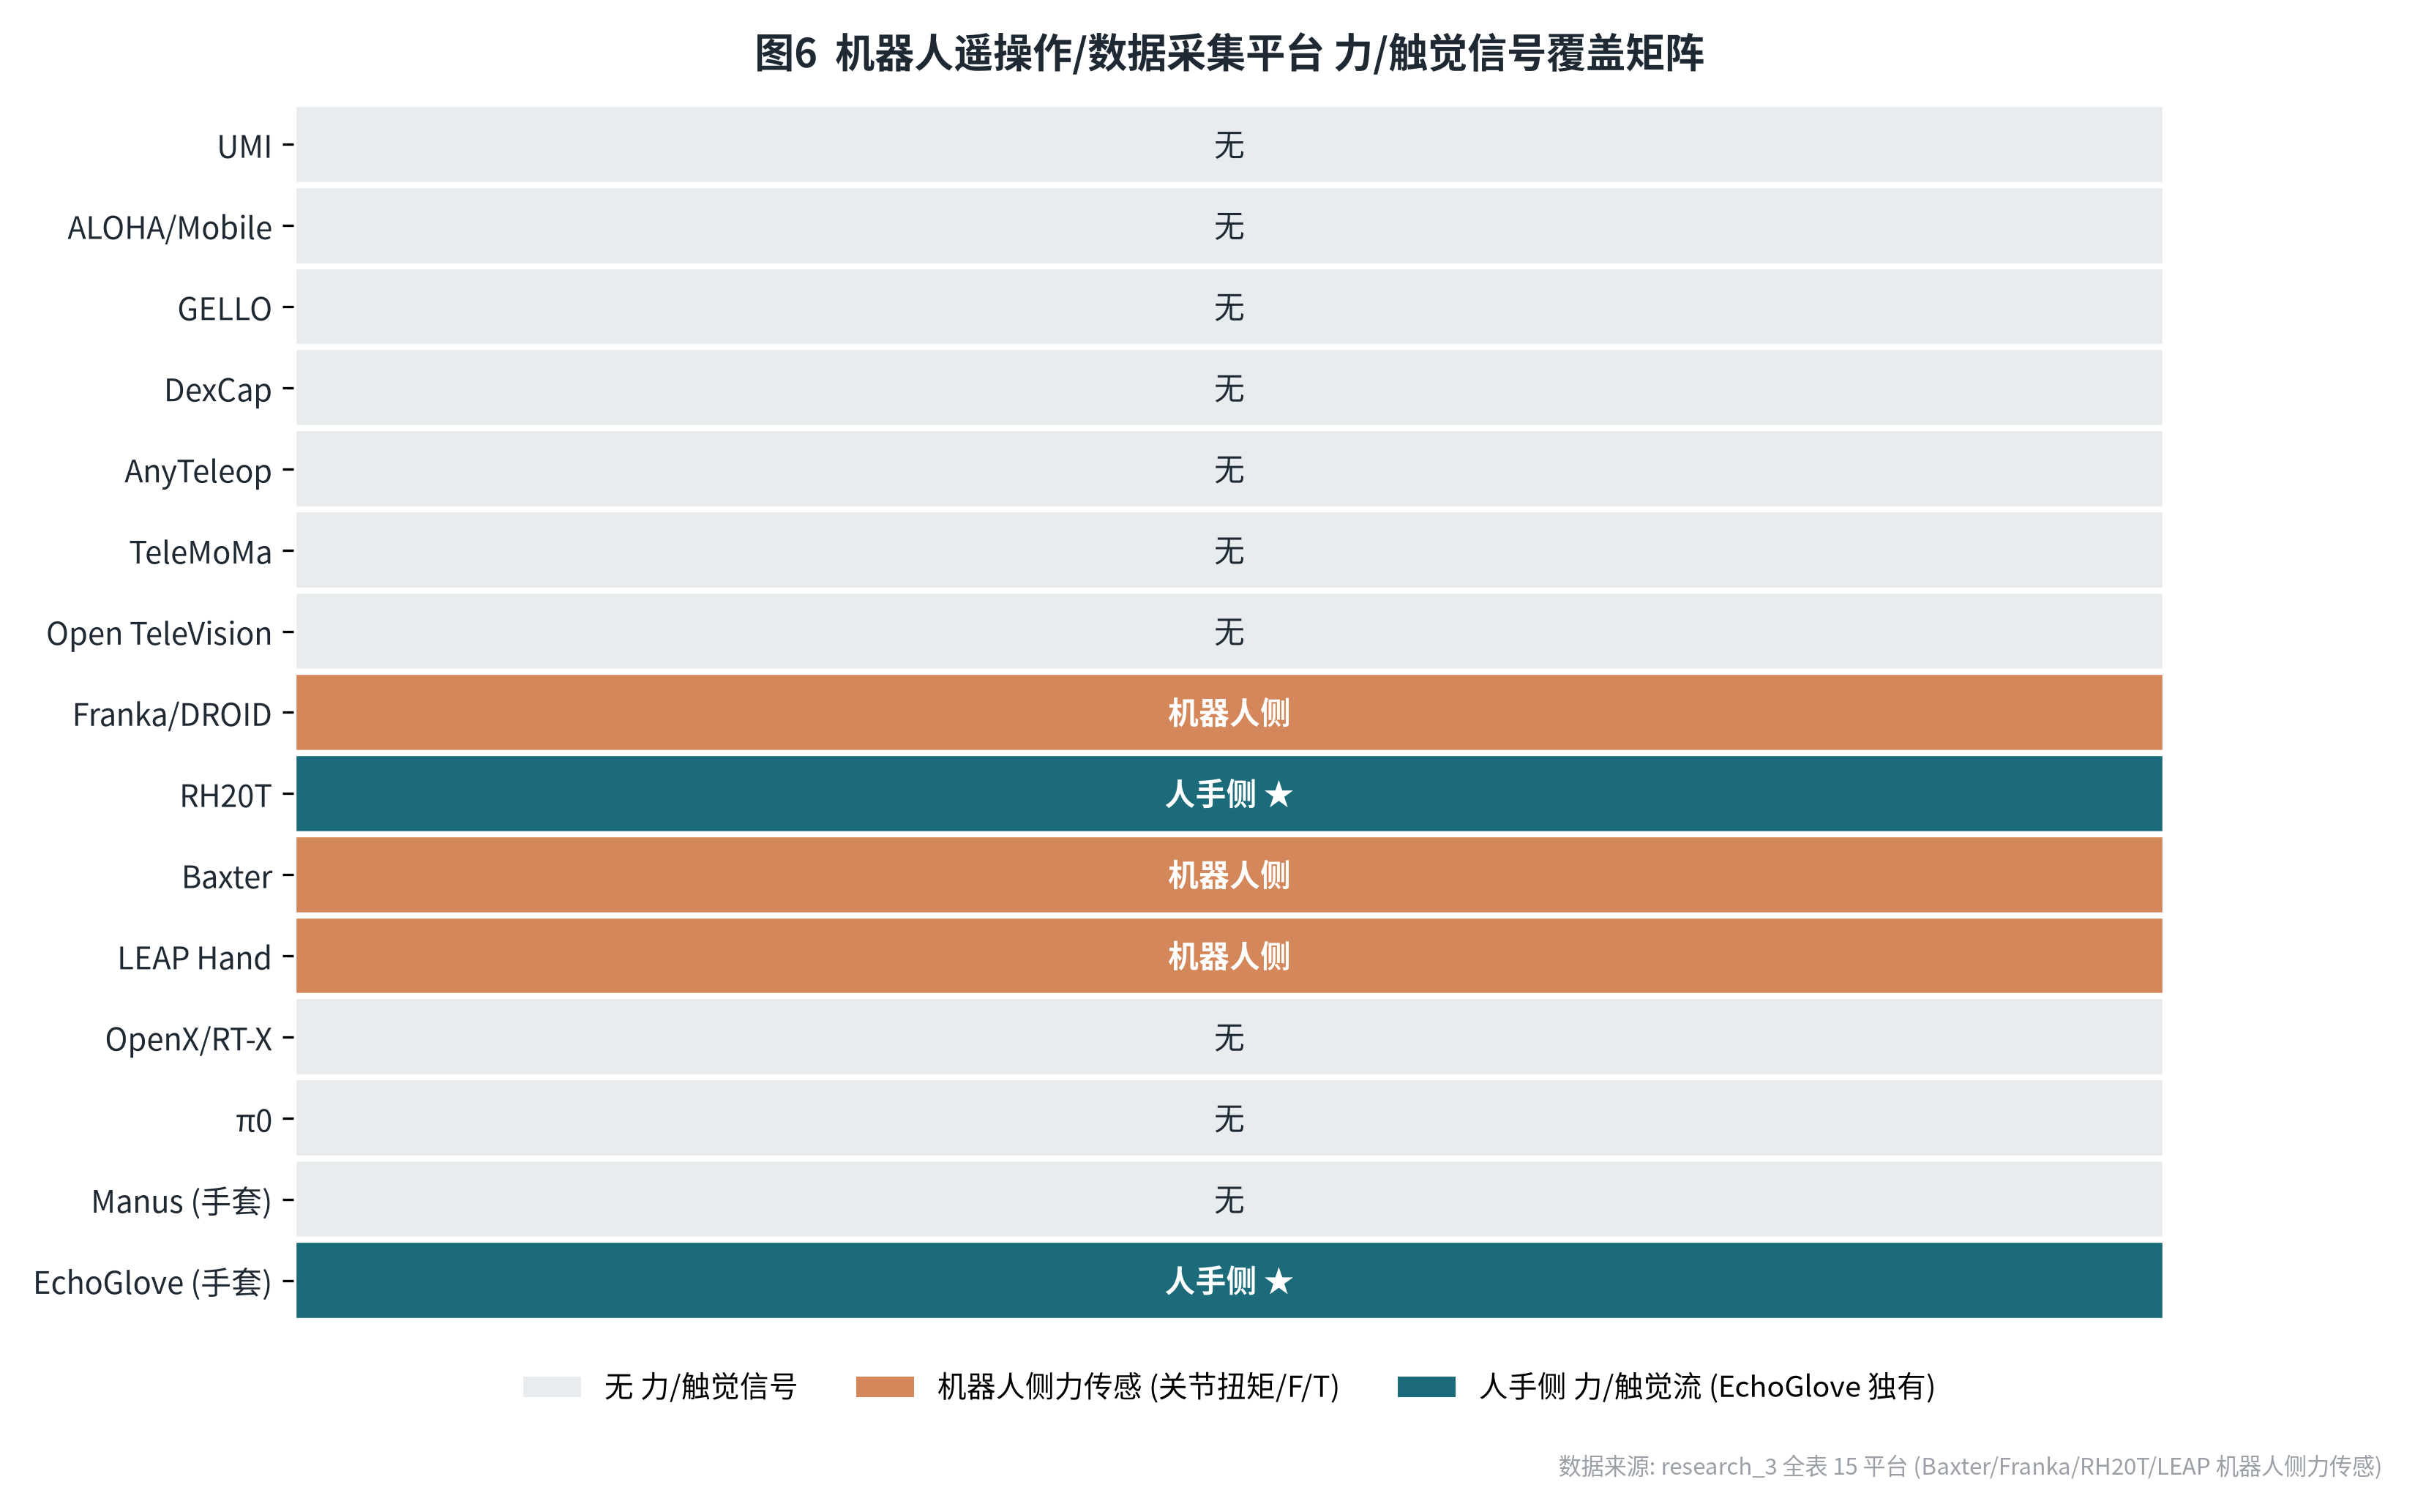 图6 机器人遥操作/数据采集平台 力/触觉信号覆盖矩阵
UMI 无
ALOHA/Mobile 无
GELLO 无
DexCap 无
AnyTeleop 无
TeleMoMa 无
Open TeleVision 无
Franka/DROID 机器人侧
RH20T 人手侧 ★
Baxter 机器人侧
LEAP Hand 机器人侧
OpenX/RT-X 无
π0 无
Manus (手套) 无
EchoGlove (手套) 人手侧 ★
无 力/触觉信号 机器人侧力传感 (关节扭矩/F/T) 人手侧 力/触觉流 (EchoGlove 独有)
数据来源: research_3 全表 15 平台 (Baxter/Franka/RH20T/LEAP 机器人侧力传感)